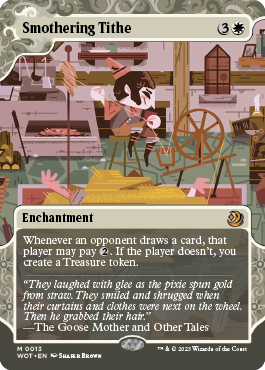 Smothering Tithe 3
Enchantment
Whenever an opponent draws a card, that
player may pay 2. If the player doesn't, you
create a Treasure token.
“They laughed with glee as the pixie spun gold
from straw. They smiled and shrugged when
their curtains and clothes were next on the wheel.
Then he grabbed their hair.”
—The Goose Mother and Other Tales
M 0013
WOT • EN Shafer Brown
™ & © 2023 Wizards of the Coast